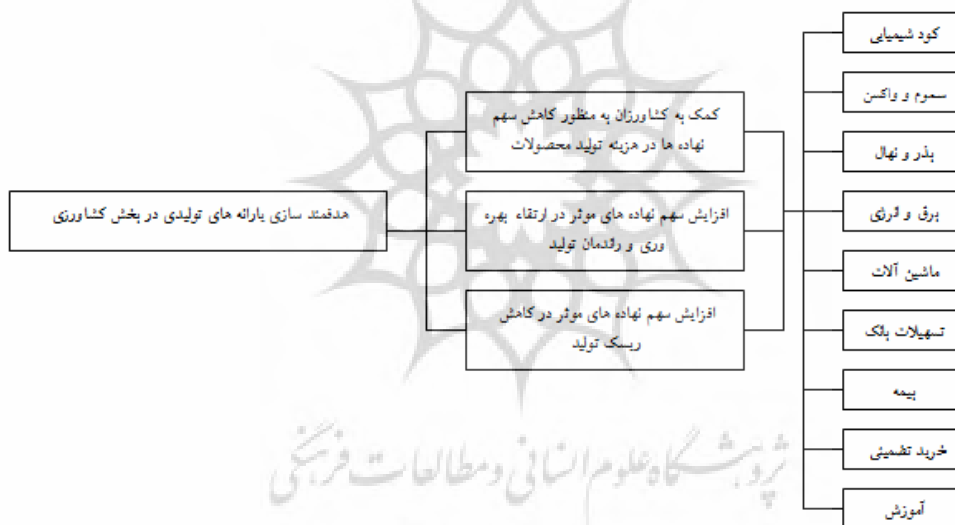 هدفمند سازی یارانه های تولیدی در بخش کشاورزی
کمک به کشاورزان به منظور کاهش سهم
نهاده ها در هزینه تولید محصولات
افزایش سهم نهاده های موثر در ارتقاء بهره
وری و راندمان تولید
افزایش سهم نهاده های موثر در کاهش
ریسک تولید
کود شیمیایی
سموم و واکسن
بذر و نهال
برق و انرژی
ماشین آلات
تسهیلات بانک
بیمه
خرید تضمینی
آموزش
پژوهشگاه علوم انسانی و مطالعات فرهنگی